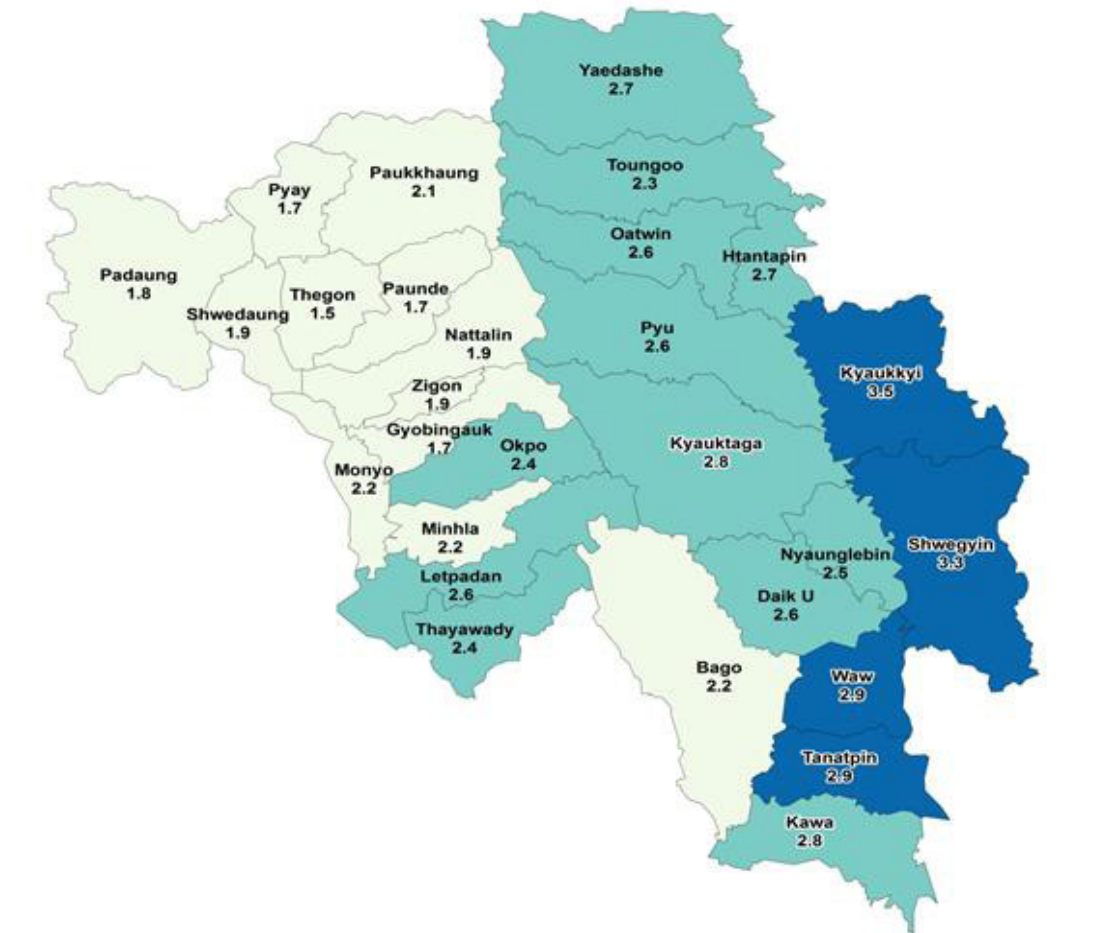 Yaedashe
2.7
Toungoo
2.3
Paukkhaung
2.1
Pyay
1.7
Oatwin
2.6
Htantapin
2.7
Padaung
1.8
Shwedaung
1.9
Thegon
1.5
Paunde
1.7
Nattalin
1.9
Pyu
2.6
Kyaukkyi
3.5
Zigon
1.9
Gyobingauk
1.7
Okpo
2.4
Kyauktaga
2.8
Monyo
2.2
Minhla
2.2
Nyaunglebin
2.5
Shwegyin
3.3
Letpadan
2.6
Daik U
2.6
Thayawady
2.4
Bago
2.2
Waw
2.9
Tanatpin
2.9
Kawa
2.8